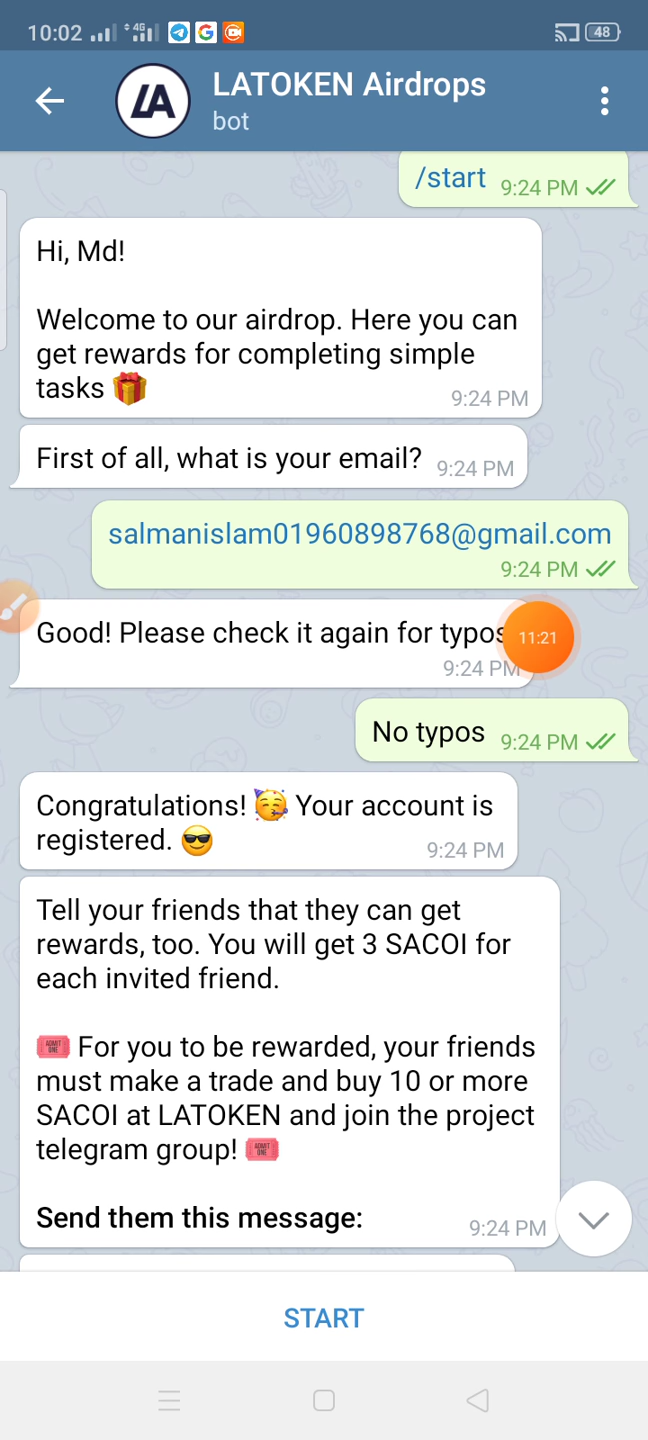 10:02 4G 48
LA LATOKEN Airdrops
bot
/start 9:24 PM
Hi, Md!
Welcome to our airdrop. Here you can
get rewards for completing simple
tasks 🎁 9:24 PM
First of all, what is your email? 9:24 PM
salmanislam01960898768@gmail.com
9:24 PM
Good! Please check it again for typos
11:21
9:24 PM
No typos 9:24 PM
Congratulations! 🥳 Your account is
registered. 😎 9:24 PM
Tell your friends that they can get
rewards, too. You will get 3 SACOI for
each invited friend.
🎟 For you to be rewarded, your friends
must make a trade and buy 10 or more
SACOI at LATOKEN and join the project
telegram group! 🎟
Send them this message: 9:24 PM
START